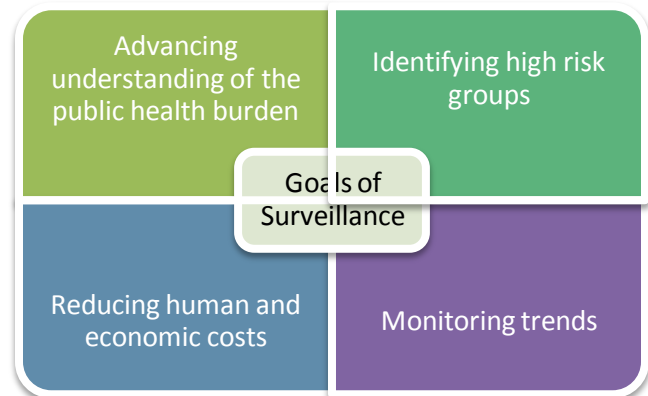 Advancing
understanding of the
public health burden
Identifying high risk
groups
Goals of
Surveillance
Reducing human and
economic costs
Monitoring trends